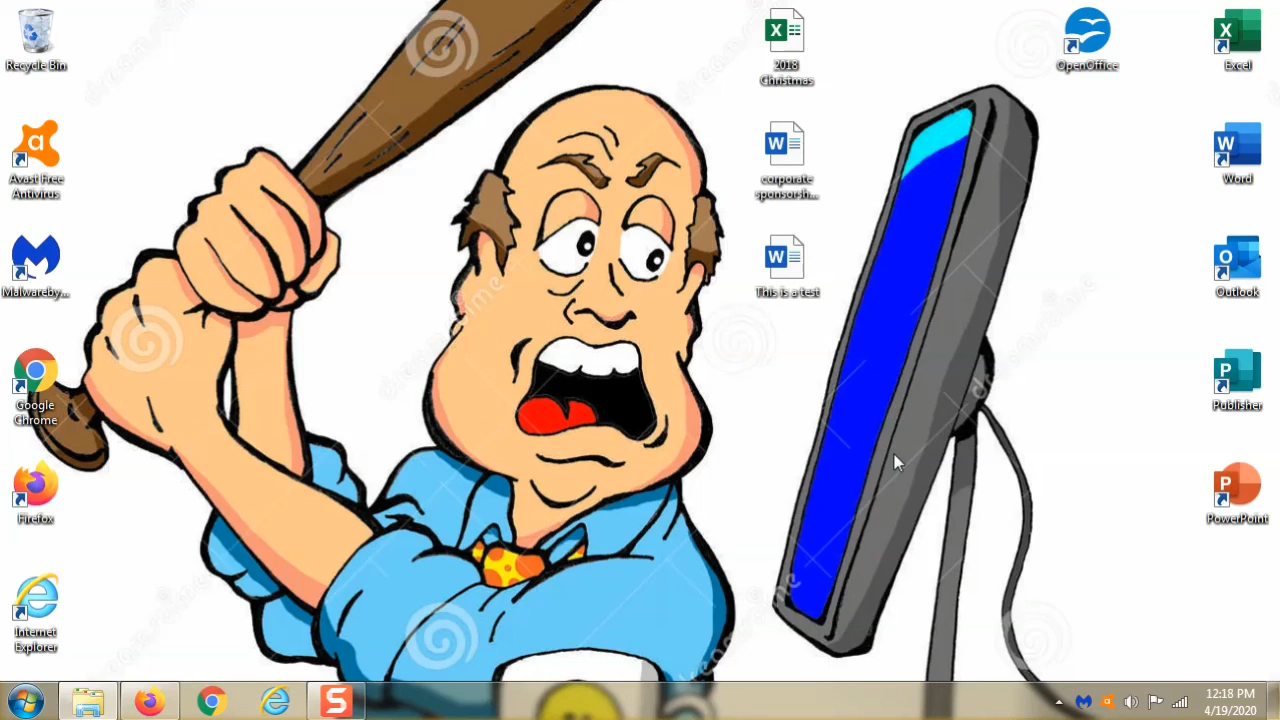 Recycle Bin
Avast Free
Antivirus
Malwareby...
Google
Chrome
Firefox
Internet
Explorer
2018
Christmas
corporate
sponsorsh...
This is a test
OpenOffice
Excel
Word
Outlook
Publisher
PowerPoint
12:18 PM
4/19/2020